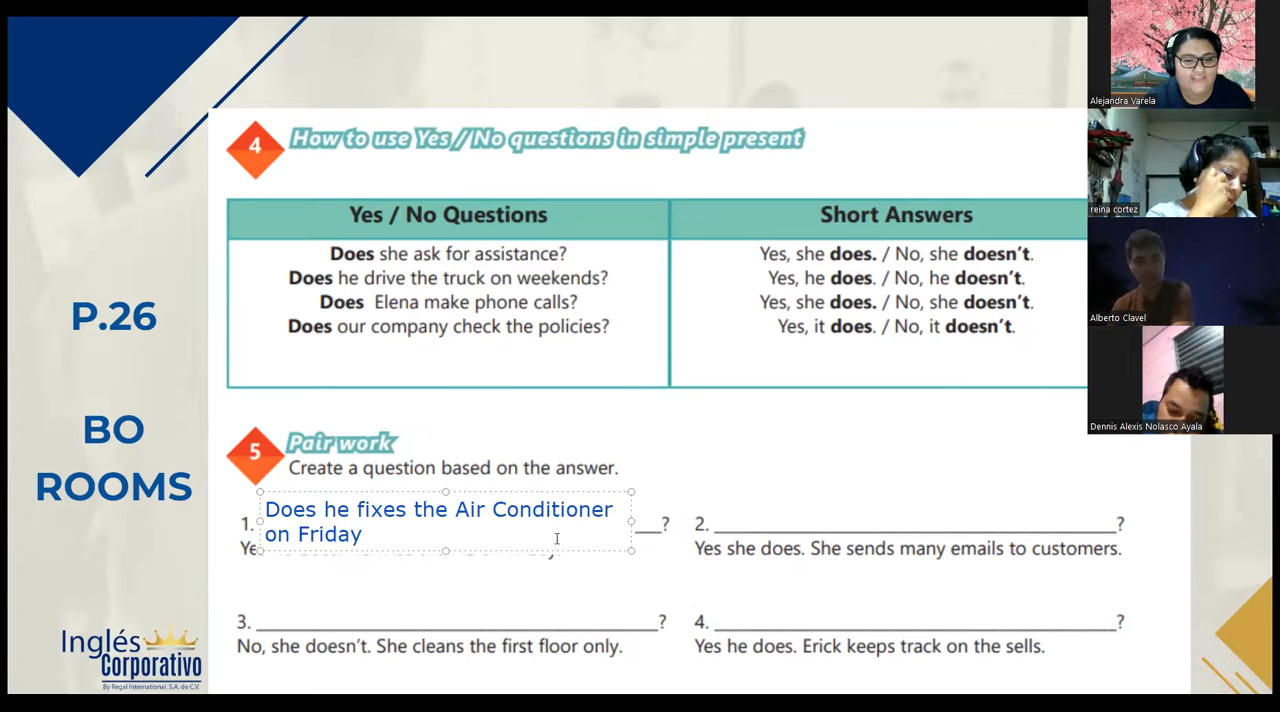 4
How to use Yes / No questions in simple present
Yes / No Questions
Short Answers
Does she ask for assistance?
Yes, she does. / No, she doesn't.
Does he drive the truck on weekends?
Yes, he does. / No, he doesn't.
Does Elena make phone calls?
Yes, she does. / No, she doesn't.
Does our company check the policies?
Yes, it does. / No, it doesn't.
P.26
BO
ROOMS
5
Pair work
Create a question based on the answer.
1. Does he fixes the Air Conditioner
on Friday
?
2. ?
Yes she does. She sends many emails to customers.
3. ?
No, she doesn't. She cleans the first floor only.
4. ?
Yes he does. Erick keeps track on the sells.
Inglés
Corporativo
By Regal International, S.A. de C.V.
Alejandra Varela
reina cortez
Alberto Clavel
Dennis Alexis Nolasco Ayala